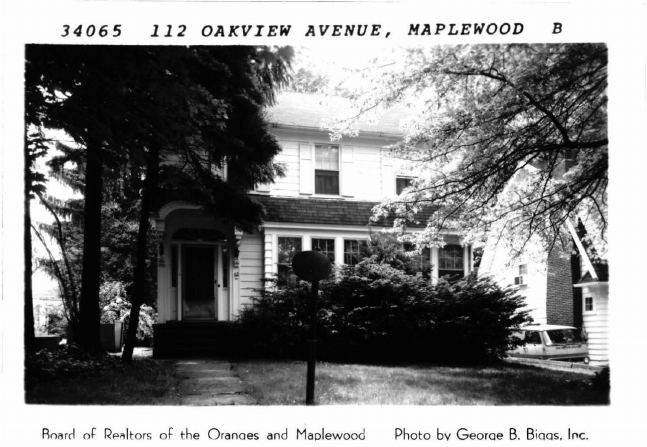 34065 112 OAKVIEW AVENUE, MAPLEWOOD B
Board of Realtors of the Oranges and Maplewood Photo by George B. Biggs, Inc.